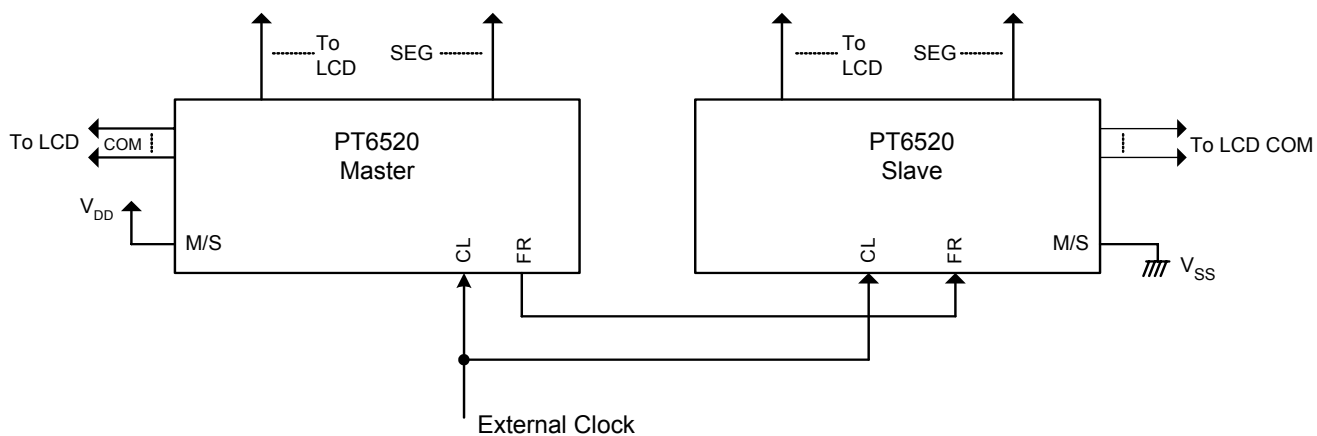 To
LCD
SEG
To
LCD
SEG
To LCD
COM
PT6520
Master
PT6520
Slave
To LCD COM
VDD
M/S
CL
FR
CL
FR
M/S
VSS
External Clock